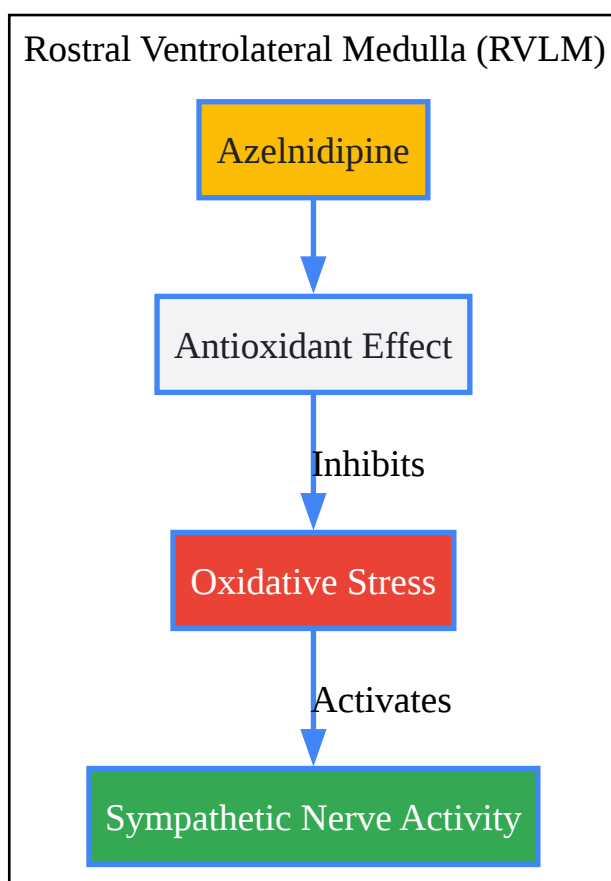 Rostral Ventrolateral Medulla (RVLM)
Azelnidipine
Antioxidant Effect
Inhibits
Oxidative Stress
Activates
Sympathetic Nerve Activity